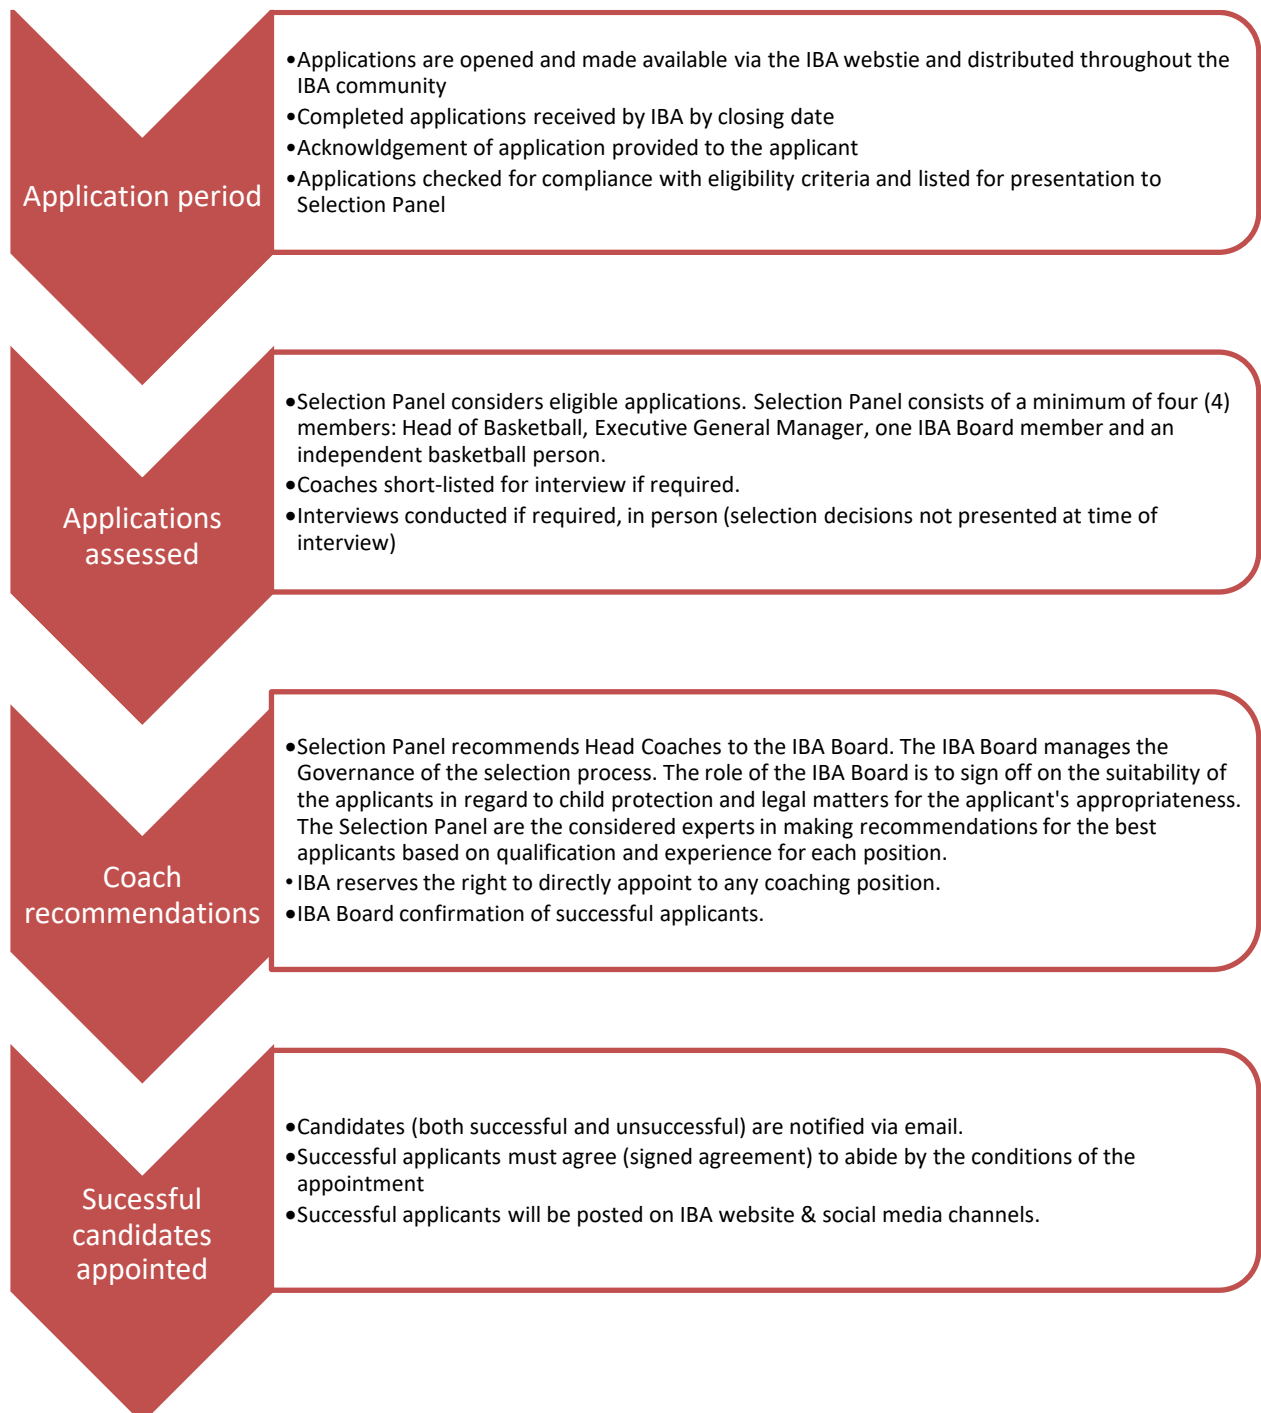 Application period
•Applications are opened and made available via the IBA webstie and distributed throughout the
IBA community
•Completed applications received by IBA by closing date
•Acknowldgement of application provided to the applicant
•Applications checked for compliance with eligibility criteria and listed for presentation to
Selection Panel
Applications
assessed
•Selection Panel considers eligible applications. Selection Panel consists of a minimum of four (4)
members: Head of Basketball, Executive General Manager, one IBA Board member and an
independent basketball person.
•Coaches short-listed for interview if required.
•Interviews conducted if required, in person (selection decisions not presented at time of
interview)
Coach
recommendations
•Selection Panel recommends Head Coaches to the IBA Board. The IBA Board manages the
Governance of the selection process. The role of the IBA Board is to sign off on the suitability of
the applicants in regard to child protection and legal matters for the applicant's appropriateness.
The Selection Panel are the considered experts in making recommendations for the best
applicants based on qualification and experience for each position.
• IBA reserves the right to directly appoint to any coaching position.
•IBA Board confirmation of successful applicants.
Sucessful
candidates
appointed
•Candidates (both successful and unsuccessful) are notified via email.
•Successful applicants must agree (signed agreement) to abide by the conditions of the
appointment
•Successful applicants will be posted on IBA website & social media channels.